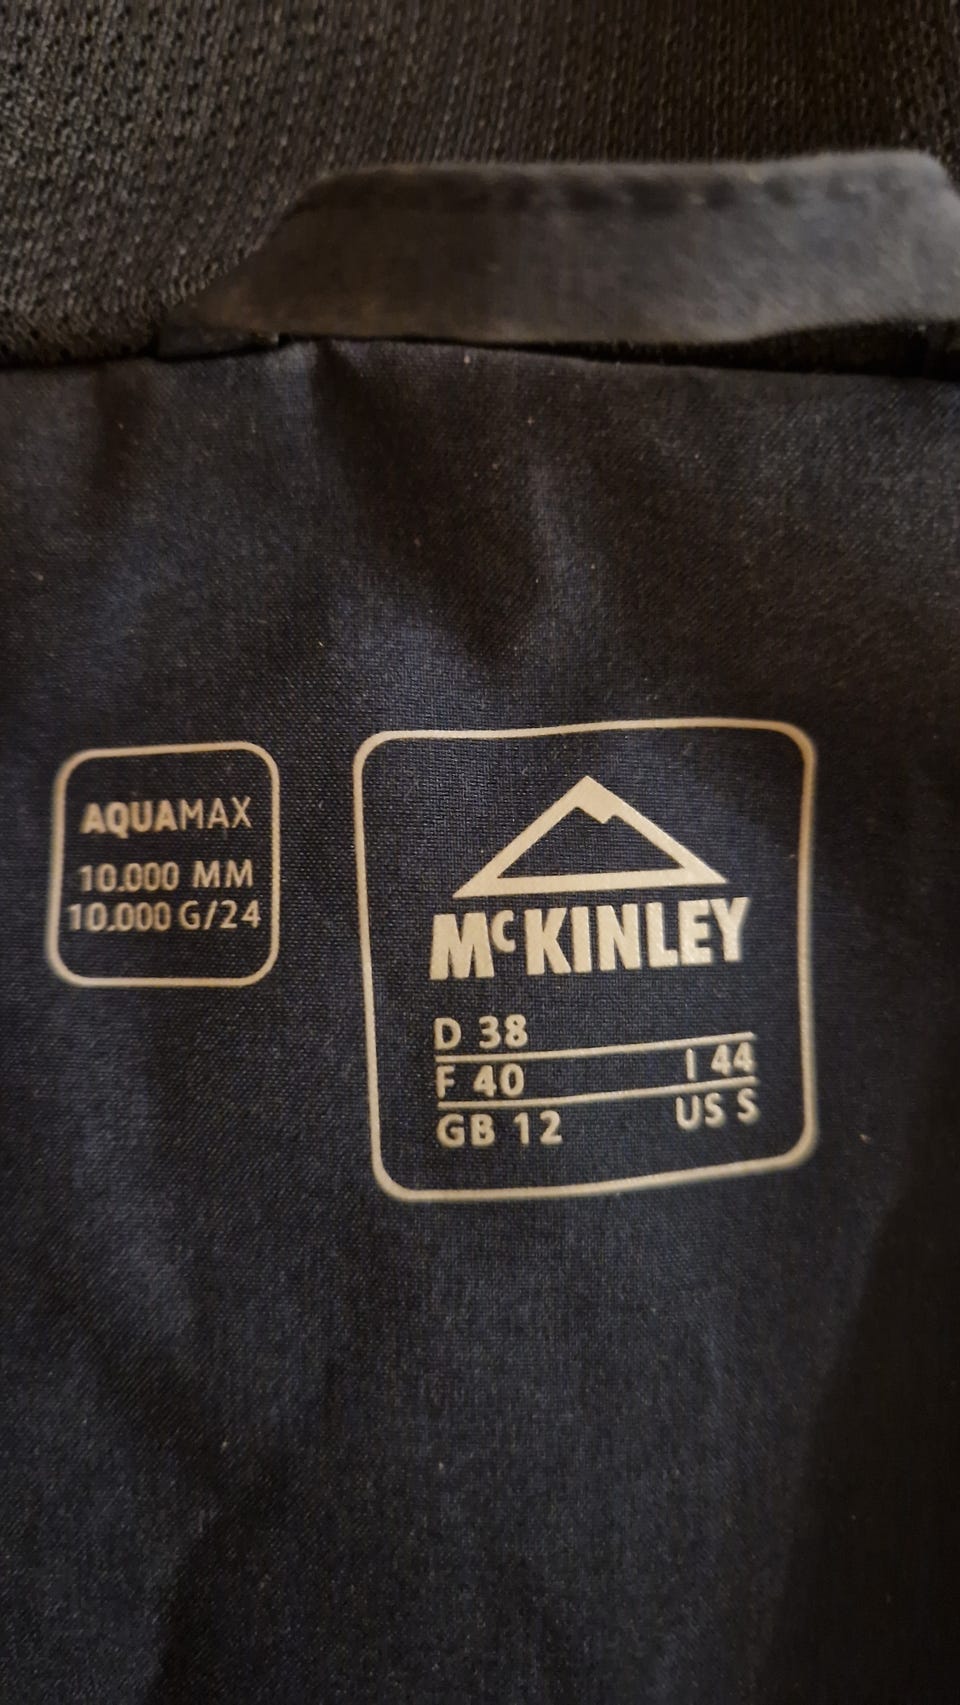 AQUAMAX
10.000 MM
10.000 G/24
McKINLEY
D 38
F 40 I 44
GB 12 US S